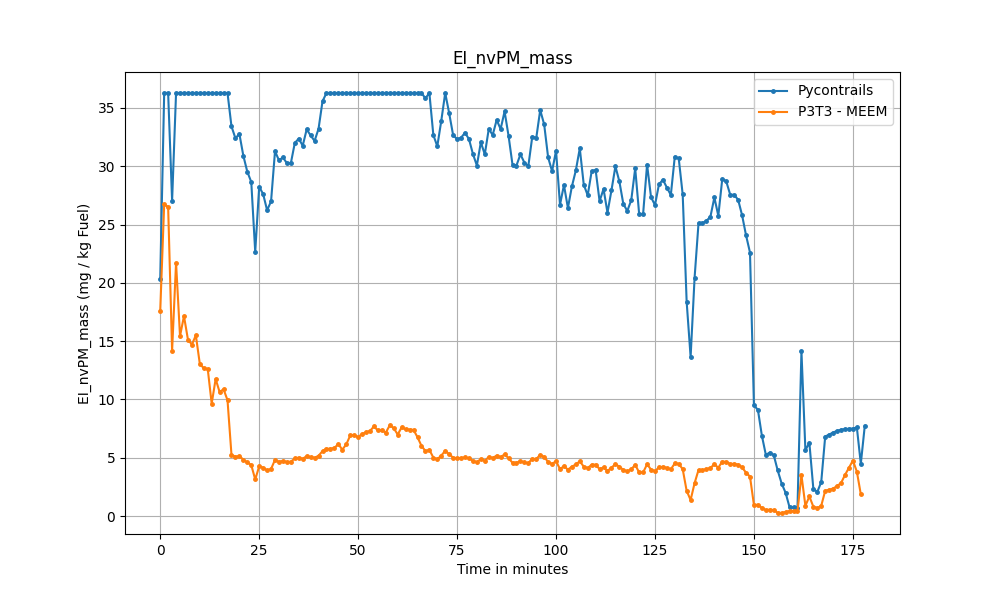 EI_nvPM_mass
Pycontrails
P3T3 - MEEM
EI_nvPM_mass (mg / kg Fuel)
35
30
25
20
15
10
5
0
0 25 50 75 100 125 150 175
Time in minutes